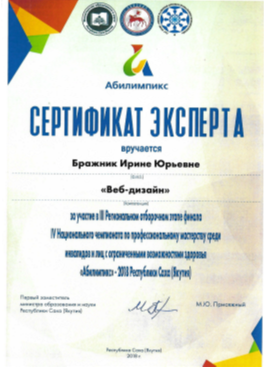 Абилимпикс
СЕРТИФИКАТ ЭКСПЕРТА
вручается
Бражник Ирине Юрьевне
«Веб-дизайн»
за участие в III Региональном отборочном этапе финала
IV Национального чемпионата по профессиональному мастерству среди
инвалидов и лиц с ограниченными возможностями здоровья
«Абилимпикс» - 2018 Республики Саха (Якутия)
Первый заместитель
министра образования и науки
Республики Саха (Якутия)
М.Ю. Присяжный
Республика Саха (Якутия)
2018 г.